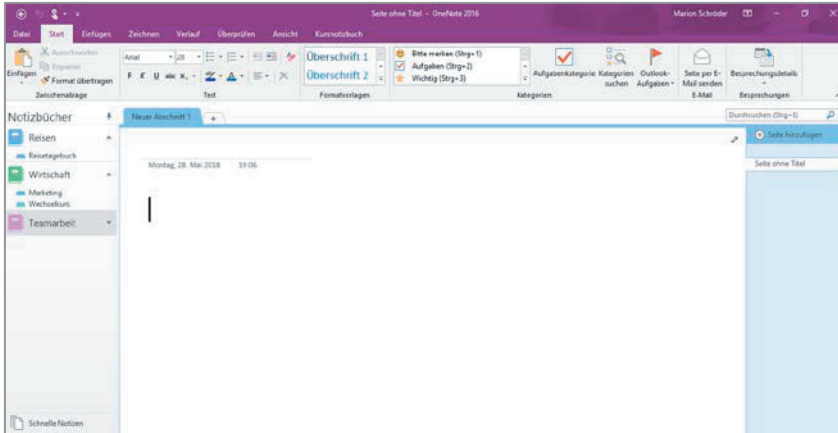 Seite ohne Titel - OneNote 2016
Marion Schröder
Datei Start Einfügen Zeichnen Verlauf Überprüfen Ansicht Kursnotizbuch
Einfügen
Ausschneiden
Kopieren
Format übertragen
Zwischenablage
Arial 28
F K U abc x,
Text
Überschrift 1
Überschrift 2
Formatvorlagen
Bitte marken (Strg+1)
Aufgaben (Strg+2)
Wichtig (Strg+3)
Aufgabenkategorie
Kategorien suchen
Outlook-Aufgaben
Kategorien
Seite per E-Mail senden
E-Mail
Besprechungsdetails
Besprechungen
Notizbücher
Neuer Abschnitt 1
+
Durchsuchen (Strg+E)
Reisen
Reisetagebuch
Wirtschaft
Marketing
Wechselkurs
Teamarbeit
Montag, 28. Mai 2018 19:06
Seite hinzufügen
Seite ohne Titel
Schnelle Notizen